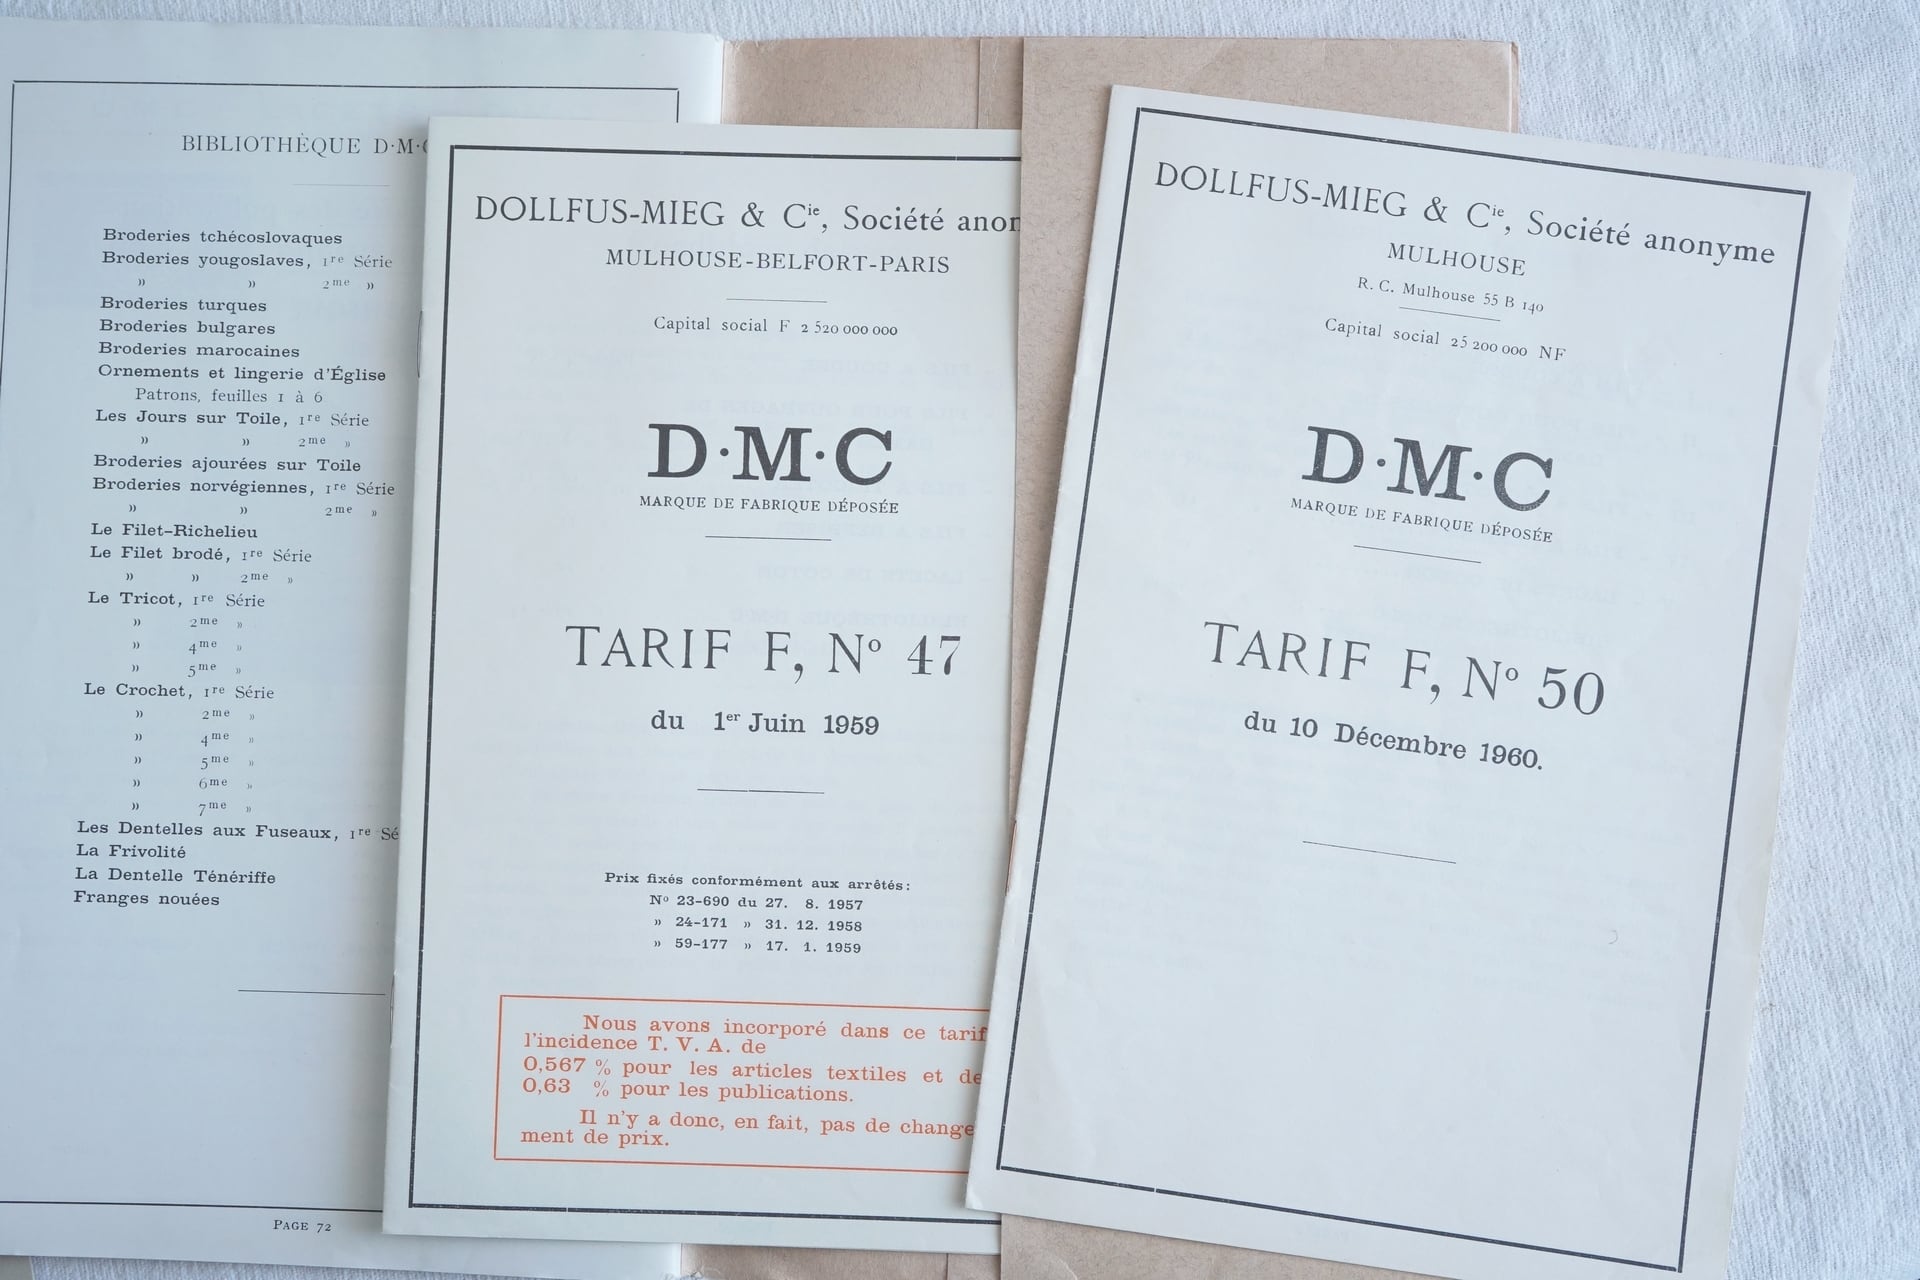 BIBLIOTHÈQUE D·M·C
Broderies tchécoslovaques
Broderies yougoslaves, 1re Série
» » 2me »
Broderies turques
Broderies bulgares
Broderies marocaines
Ornements et lingerie d'Église
Patrons, feuilles 1 à 6
Les Jours sur Toile, 1re Série
» » 2me »
Broderies ajourées sur Toile
Broderies norvégiennes, 1re Série
» » 2me »
Le Filet-Richelieu
Le Filet brodé, 1re Série
» » 2me »
Le Tricot, 1re Série
» 2me »
» 4me »
» 5me »
Le Crochet, 1re Série
» 2me »
» 4me »
» 5me »
» 6me »
» 7me »
Les Dentelles aux Fuseaux, 1re Sé
La Frivolité
La Dentelle Ténériffe
Franges nouées
PAGE 72
DOLLFUS-MIEG & Cie, Société anon
MULHOUSE-BELFORT-PARIS
Capital social F 2 520 000 000
D·M·C
MARQUE DE FABRIQUE DÉPOSÉE
TARIF F, No 47
du 1er Juin 1959
Prix fixés conformément aux arrêtés:
No 23-690 du 27. 8. 1957
» 24-171 » 31. 12. 1958
» 59-177 » 17. 1. 1959
Nous avons incorporé dans ce tarif
l'incidence T. V. A. de
0,567 % pour les articles textiles et de
0,63 % pour les publications.
Il n'y a donc, en fait, pas de change
ment de prix.
DOLLFUS-MIEG & Cie, Société anonyme
MULHOUSE
R. C. Mulhouse 55 B 140
Capital social 25 200 000 NF
D·M·C
MARQUE DE FABRIQUE DÉPOSÉE
TARIF F, No 50
du 10 Décembre 1960.